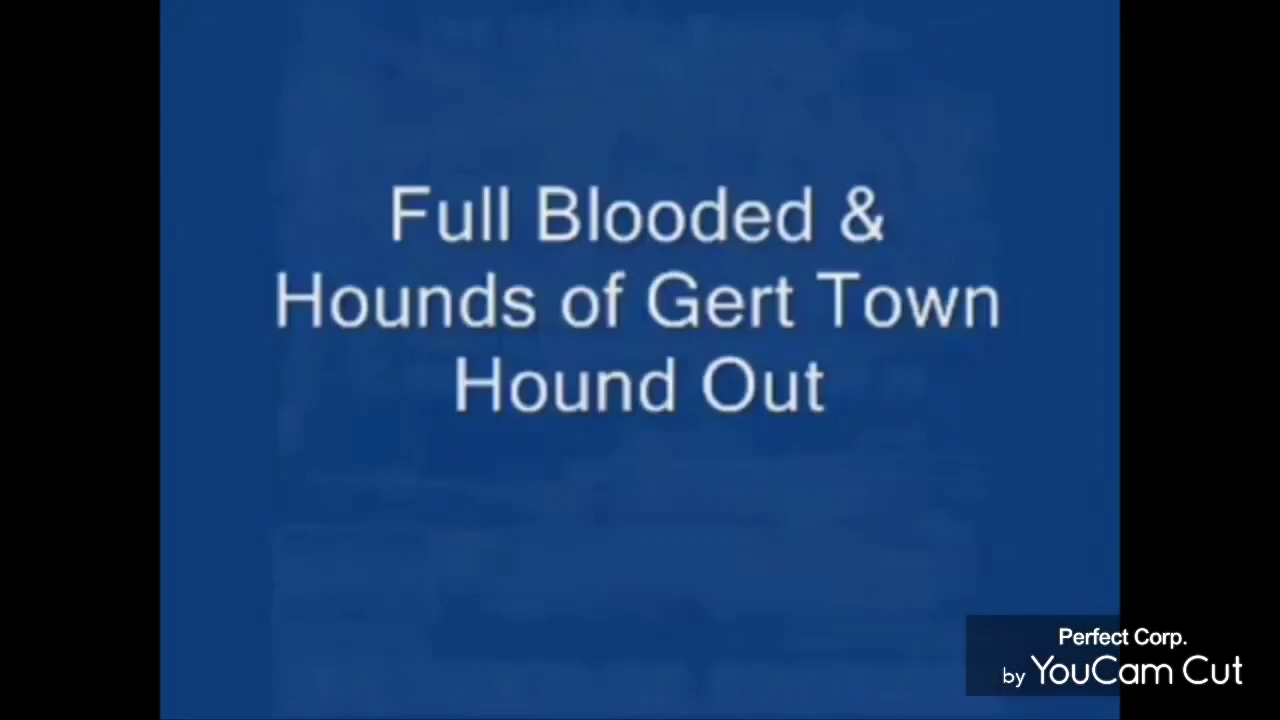 Full Blooded &
Hounds of Gert Town
Hound Out
Perfect Corp.
by YouCam Cut